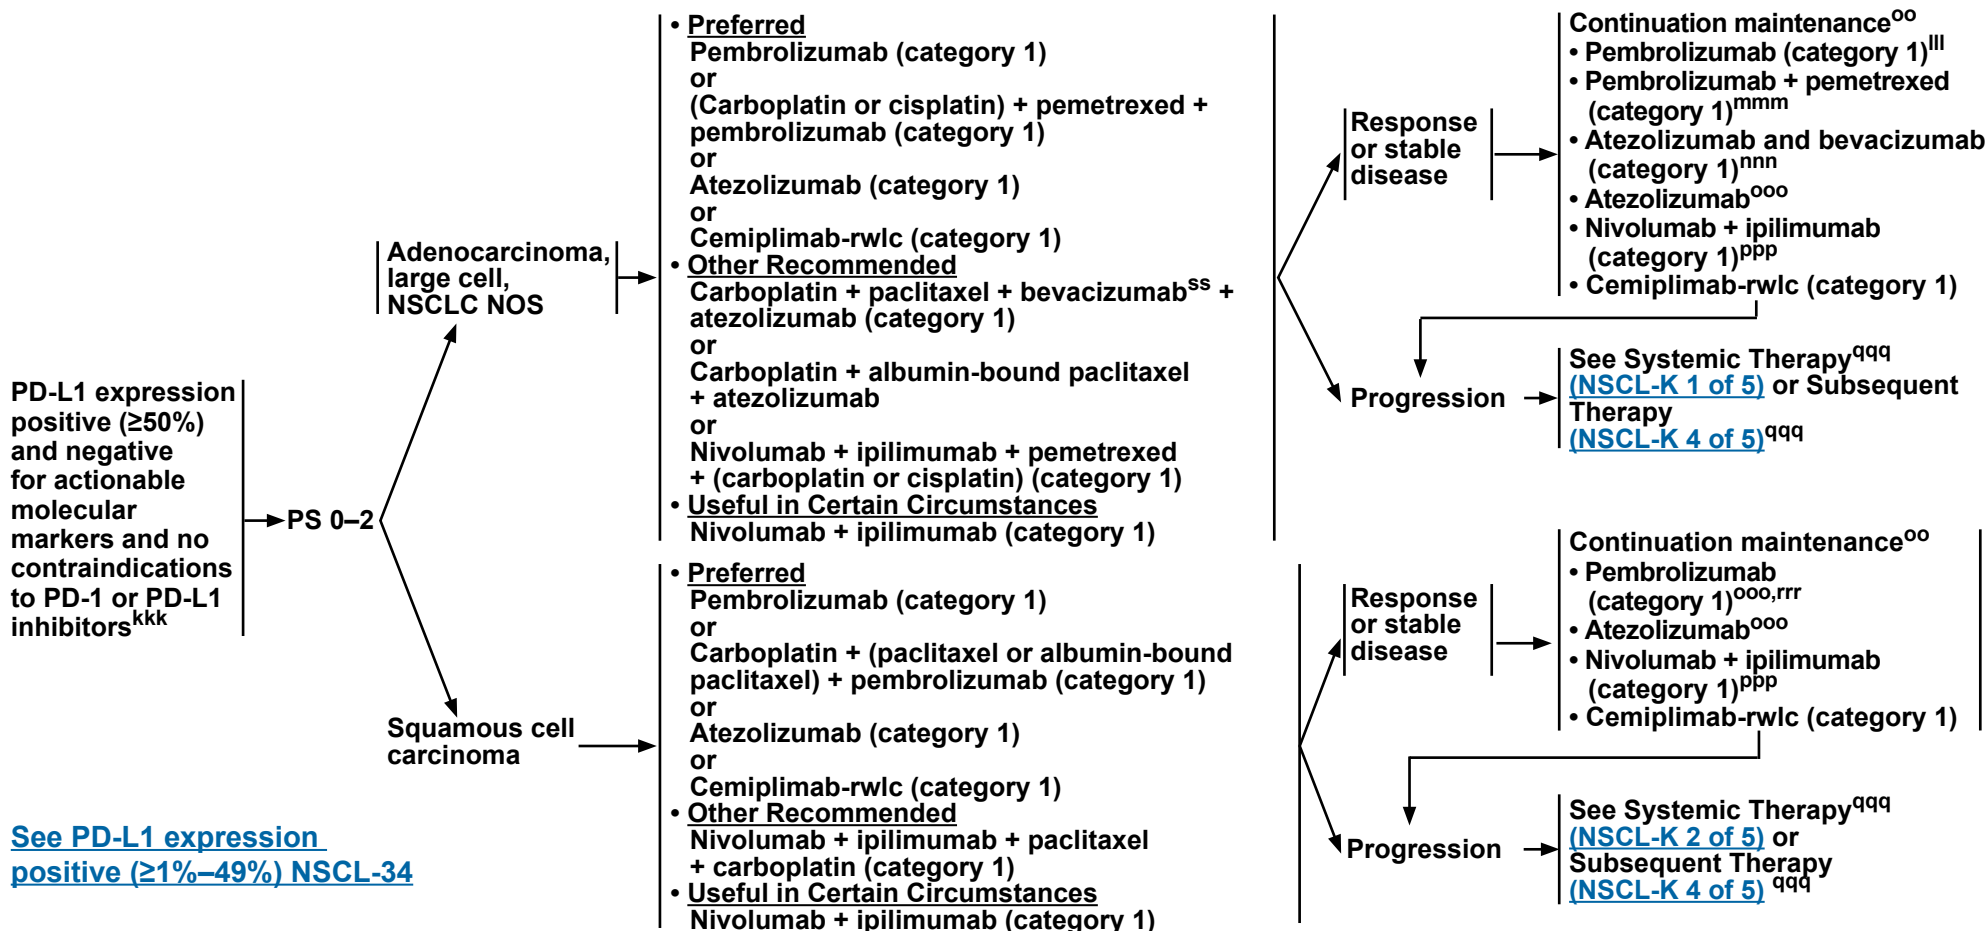 PD-L1 expression
positive (≥50%)
and negative
for actionable
molecular
markers and no
contraindications
to PD-1 or PD-L1
inhibitorskkk
PS 0–2
Adenocarcinoma,
large cell,
NSCLC NOS
• Preferred
Pembrolizumab (category 1)
or
(Carboplatin or cisplatin) + pemetrexed +
pembrolizumab (category 1)
or
Atezolizumab (category 1)
or
Cemiplimab-rwlc (category 1)
• Other Recommended
Carboplatin + paclitaxel + bevacizumabss +
atezolizumab (category 1)
or
Carboplatin + albumin-bound paclitaxel
+ atezolizumab
or
Nivolumab + ipilimumab + pemetrexed
+ (carboplatin or cisplatin) (category 1)
• Useful in Certain Circumstances
Nivolumab + ipilimumab (category 1)
Response
or stable
disease
Continuation maintenanceoo
• Pembrolizumab (category 1)lll
• Pembrolizumab + pemetrexed
(category 1)mmm
• Atezolizumab and bevacizumab
(category 1)nnn
• Atezolizumabooo
• Nivolumab + ipilimumab
(category 1)ppp
• Cemiplimab-rwlc (category 1)
Progression
See Systemic Therapyqqq
(NSCL-K 1 of 5) or Subsequent
Therapy
(NSCL-K 4 of 5)qqq
Squamous cell
carcinoma
• Preferred
Pembrolizumab (category 1)
or
Carboplatin + (paclitaxel or albumin-bound
paclitaxel) + pembrolizumab (category 1)
or
Atezolizumab (category 1)
or
Cemiplimab-rwlc (category 1)
• Other Recommended
Nivolumab + ipilimumab + paclitaxel
+ carboplatin (category 1)
• Useful in Certain Circumstances
Nivolumab + ipilimumab (category 1)
Response
or stable
disease
Continuation maintenanceoo
• Pembrolizumab
(category 1)ooo,rrr
• Atezolizumabooo
• Nivolumab + ipilimumab
(category 1)ppp
• Cemiplimab-rwlc (category 1)
Progression
See Systemic Therapyqqq
(NSCL-K 2 of 5) or
Subsequent Therapy
(NSCL-K 4 of 5) qqq
See PD-L1 expression
positive (≥1%–49%) NSCL-34